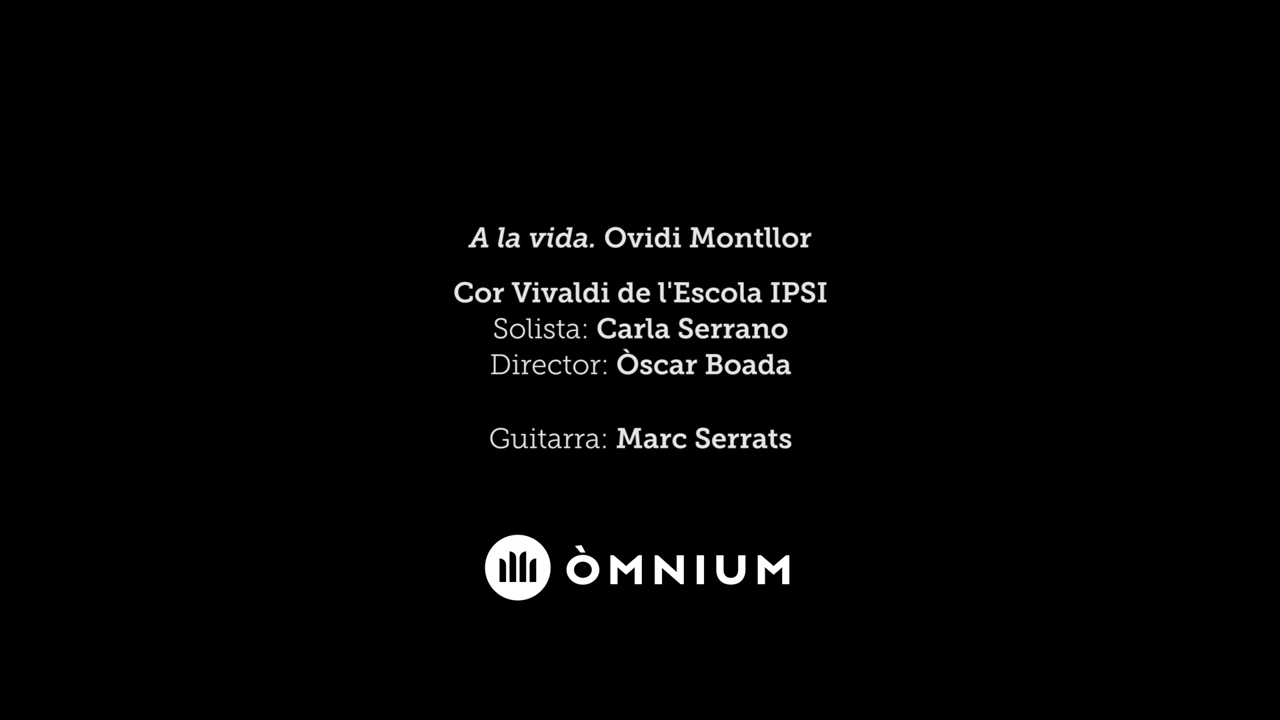 A la vida. Ovidi Montllor
Cor Vivaldi de l'Escola IPSI
Solista: Carla Serrano
Director: Òscar Boada
Guitarra: Marc Serrats
ÒMNIUM